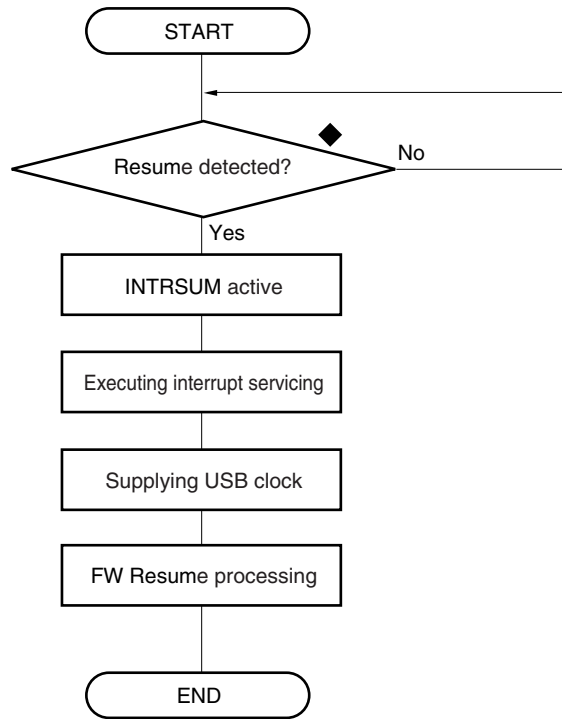 START
Resume detected?
No
Yes
INTRSUM active
Executing interrupt servicing
Supplying USB clock
FW Resume processing
END